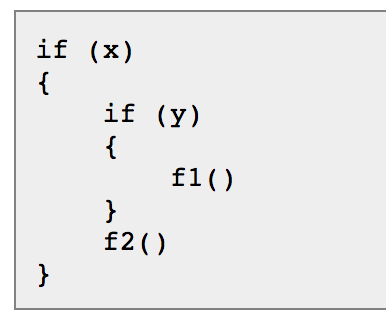 if (x)
{
    if (y)
    {
        f1()
    }
    f2()
}